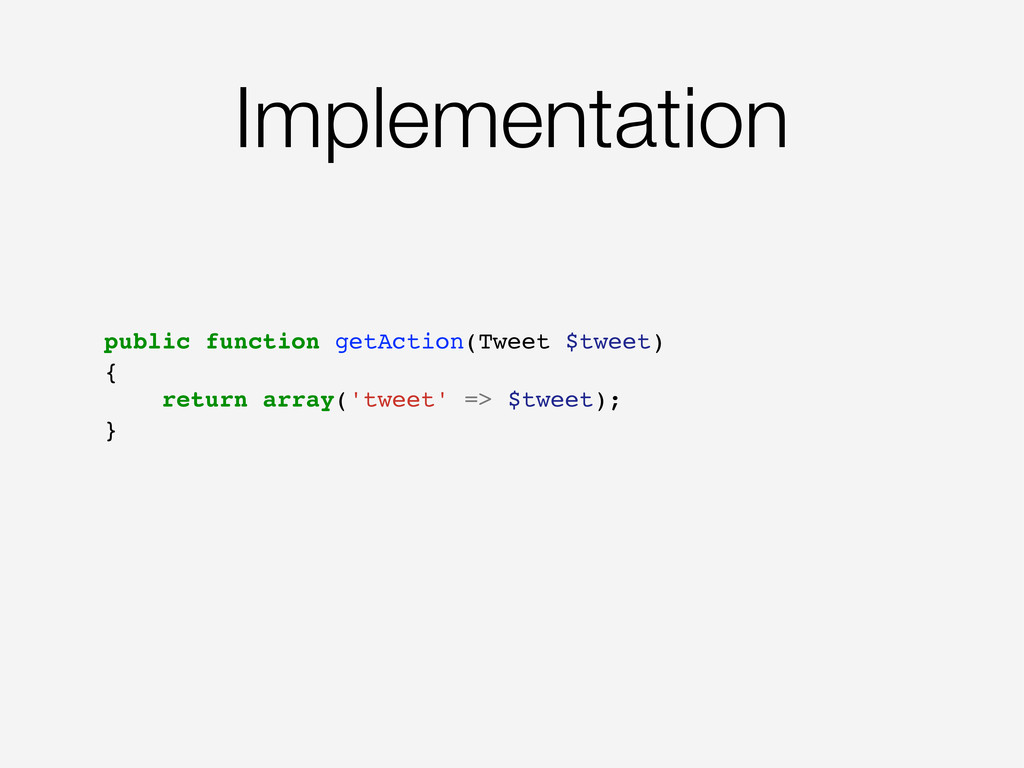 Implementation
public function getAction(Tweet $tweet)
{
    return array('tweet' => $tweet);
}